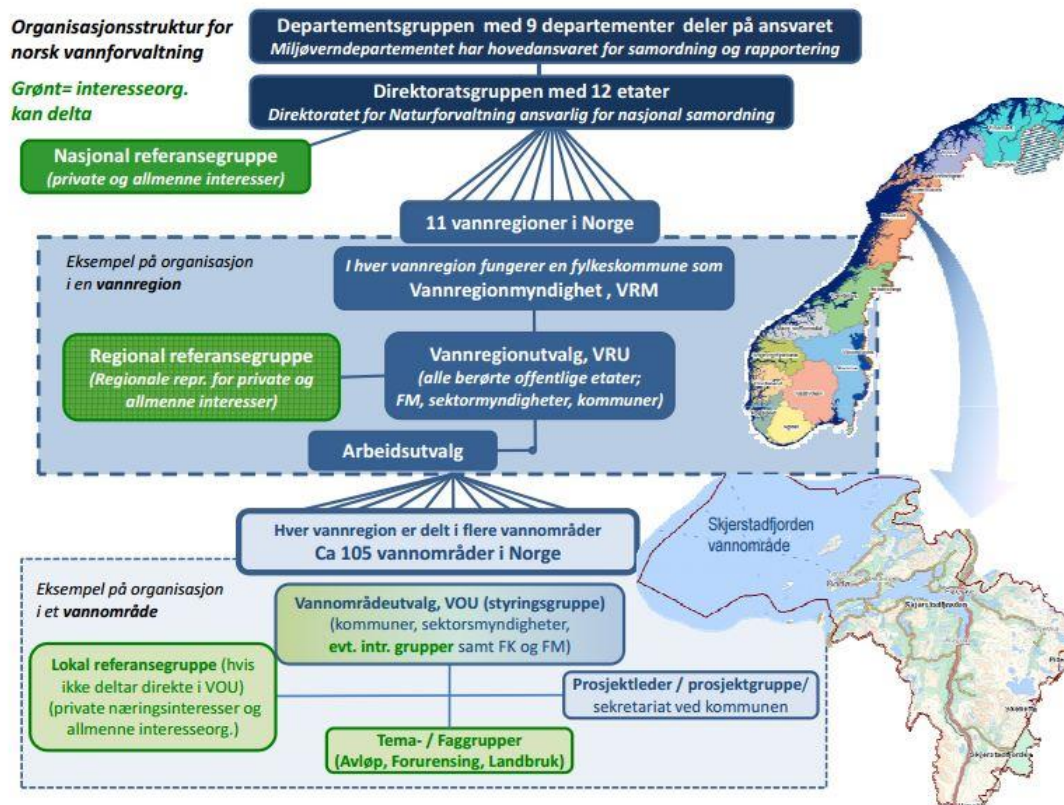 Organisasjonsstruktur for
norsk vannforvaltning
Grønt= interesseorg.
kan delta
Departementsgruppen med 9 departementer deler på ansvaret
Miljøverndepartementet har hovedansvaret for samordning og rapportering
Direktoratsgruppen med 12 etater
Direktoratet for Naturforvaltning ansvarlig for nasjonal samordning
Nasjonal referansegruppe
(private og allmenne interesser)
11 vannregioner i Norge
Eksempel på organisasjon
i en vannregion
I hver vannregion fungerer en fylkeskommune som
Vannregionmyndighet , VRM
Regional referansegruppe
(Regionale repr. for private og
allmenne interesser)
Vannregionutvalg, VRU
(alle berørte offentlige etater;
FM, sektormyndigheter, kommuner)
Arbeidsutvalg
Hver vannregion er delt i flere vannområder
Ca 105 vannområder i Norge
Eksempel på organisasjon
i et vannområde
Vannområdeutvalg, VOU (styringsgruppe)
(kommuner, sektorsmyndigheter,
evt. intr. grupper samt FK og FM)
Lokal referansegruppe (hvis
ikke deltar direkte i VOU)
(private næringsinteresser og
allmenne interesseorg.)
Prosjektleder / prosjektgruppe/
sekretariat ved kommunen
Tema- / Faggrupper
(Avløp, Forurensing, Landbruk)
Skjerstadfjorden
vannområde
Bodø
Skjerstadfjorden
Skjerstadfjorden